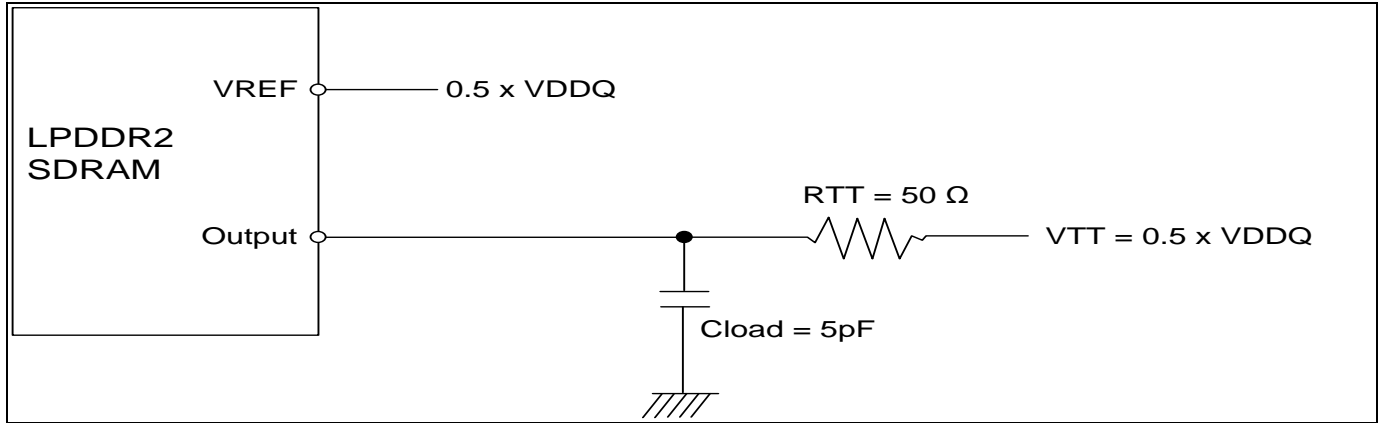 VREF
0.5 x VDDQ
LPDDR2
SDRAM
RTT = 50 Ω
Output
VTT = 0.5 x VDDQ
Cload = 5pF